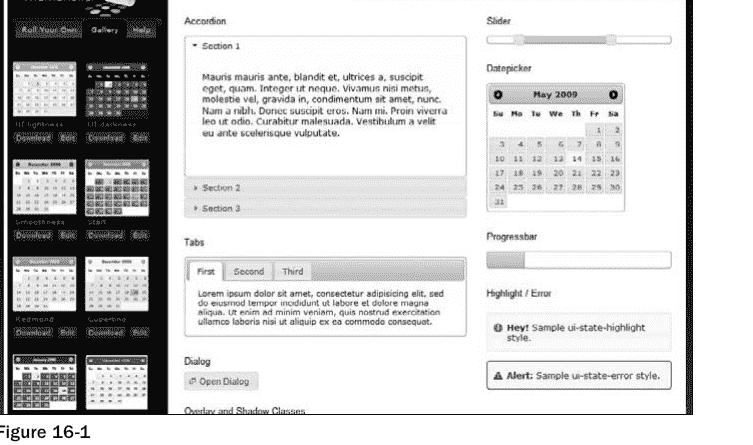 Roll Your Own
Gallery
Help
Download
Edit
Download
Edit
Smoothness
Start
Download
Edit
Download
Edit
Redmond
Cupertino
Download
Edit
Download
Edit
Accordion
Section 1
Mauris mauris ante, blandit et, ultrices a, suscipit
eget, quam. Integer ut neque. Vivamus nisi metus,
molestie vel, gravida in, condimentum sit amet, nunc.
Nam a nibh. Donec suscipit eros. Nam mi. Proin viverra
leo ut odio. Curabitur malesuada. Vestibulum a velit
eu ante scelerisque vulputate.
Section 2
Section 3
Tabs
First Second Third
Lorem ipsum dolor sit amet, consectetur adipisicing elit, sed
do eiusmod tempor incididunt ut labore et dolore magna
aliqua. Ut enim ad minim veniam, quis nostrud exercitation
ullamco laboris nisi ut aliquip ex ea commodo consequat.
Dialog
Open Dialog
Overlay and Shadow Classes
Slider
Datepicker
May 2009
Su Mo Tu We Th Fr Sa
1 2
3 4 5 6 7 8 9
10 11 12 13 14 15 16
17 18 19 20 21 22 23
24 25 26 27 28 29 30
31
Progressbar
Highlight / Error
Hey! Sample ui-state-highlight
style.
Alert: Sample ui-state-error style.
Figure 16-1